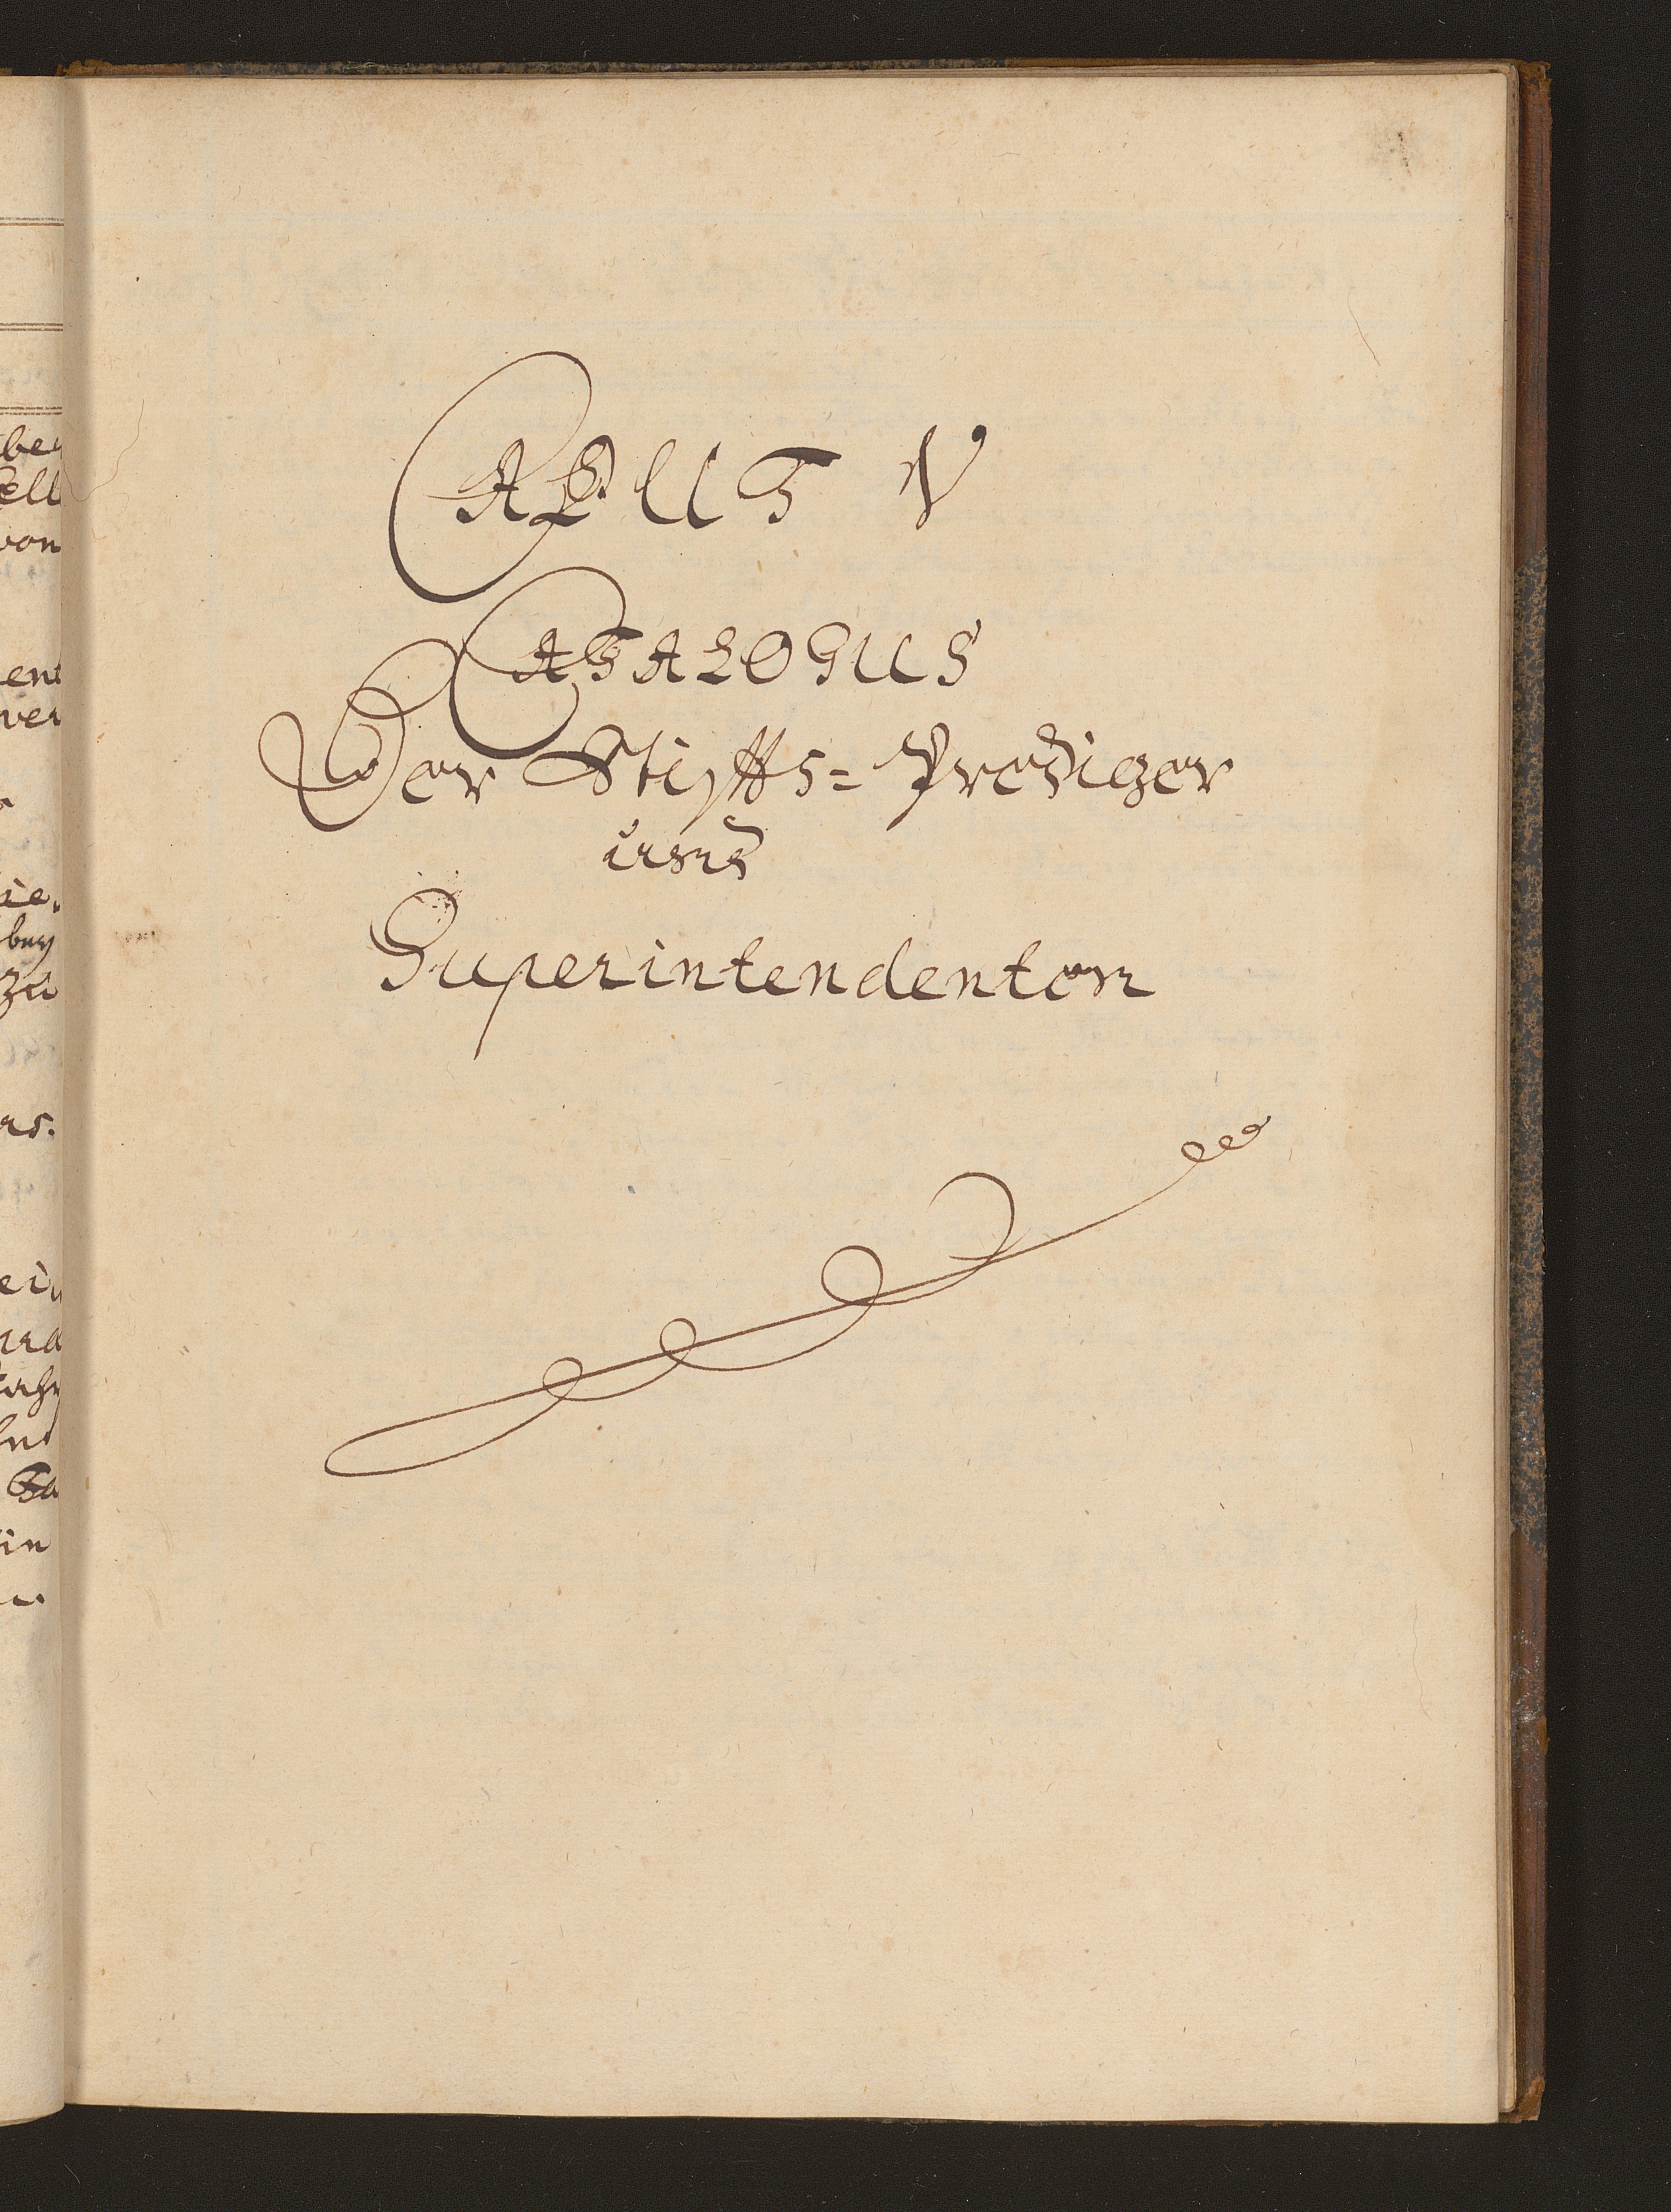 CAPUT V
CATALOGUS
Der Stiffts- Prediger
und
Superintendenten